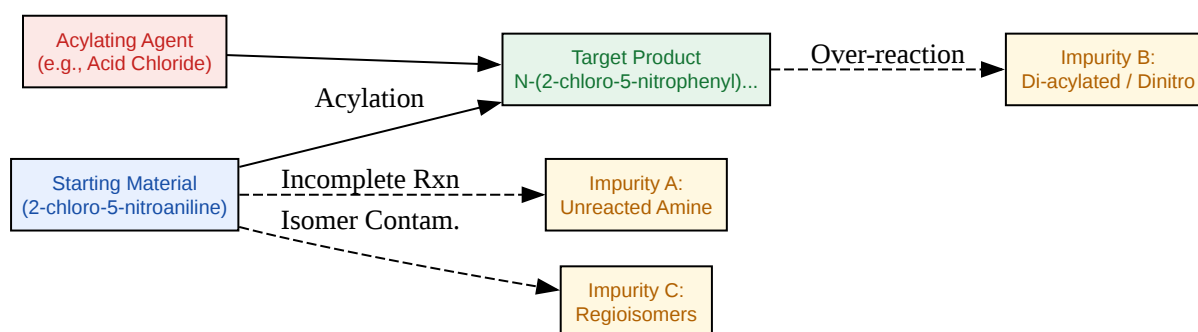 Acylating Agent
(e.g., Acid Chloride)
Target Product
N-(2-chloro-5-nitrophenyl)...
Over-reaction
Impurity B:
Di-acylated / Dinitro
Acylation
Starting Material
(2-chloro-5-nitroaniline)
Incomplete Rxn
Impurity A:
Unreacted Amine
Isomer Contam.
Impurity C:
Regioisomers